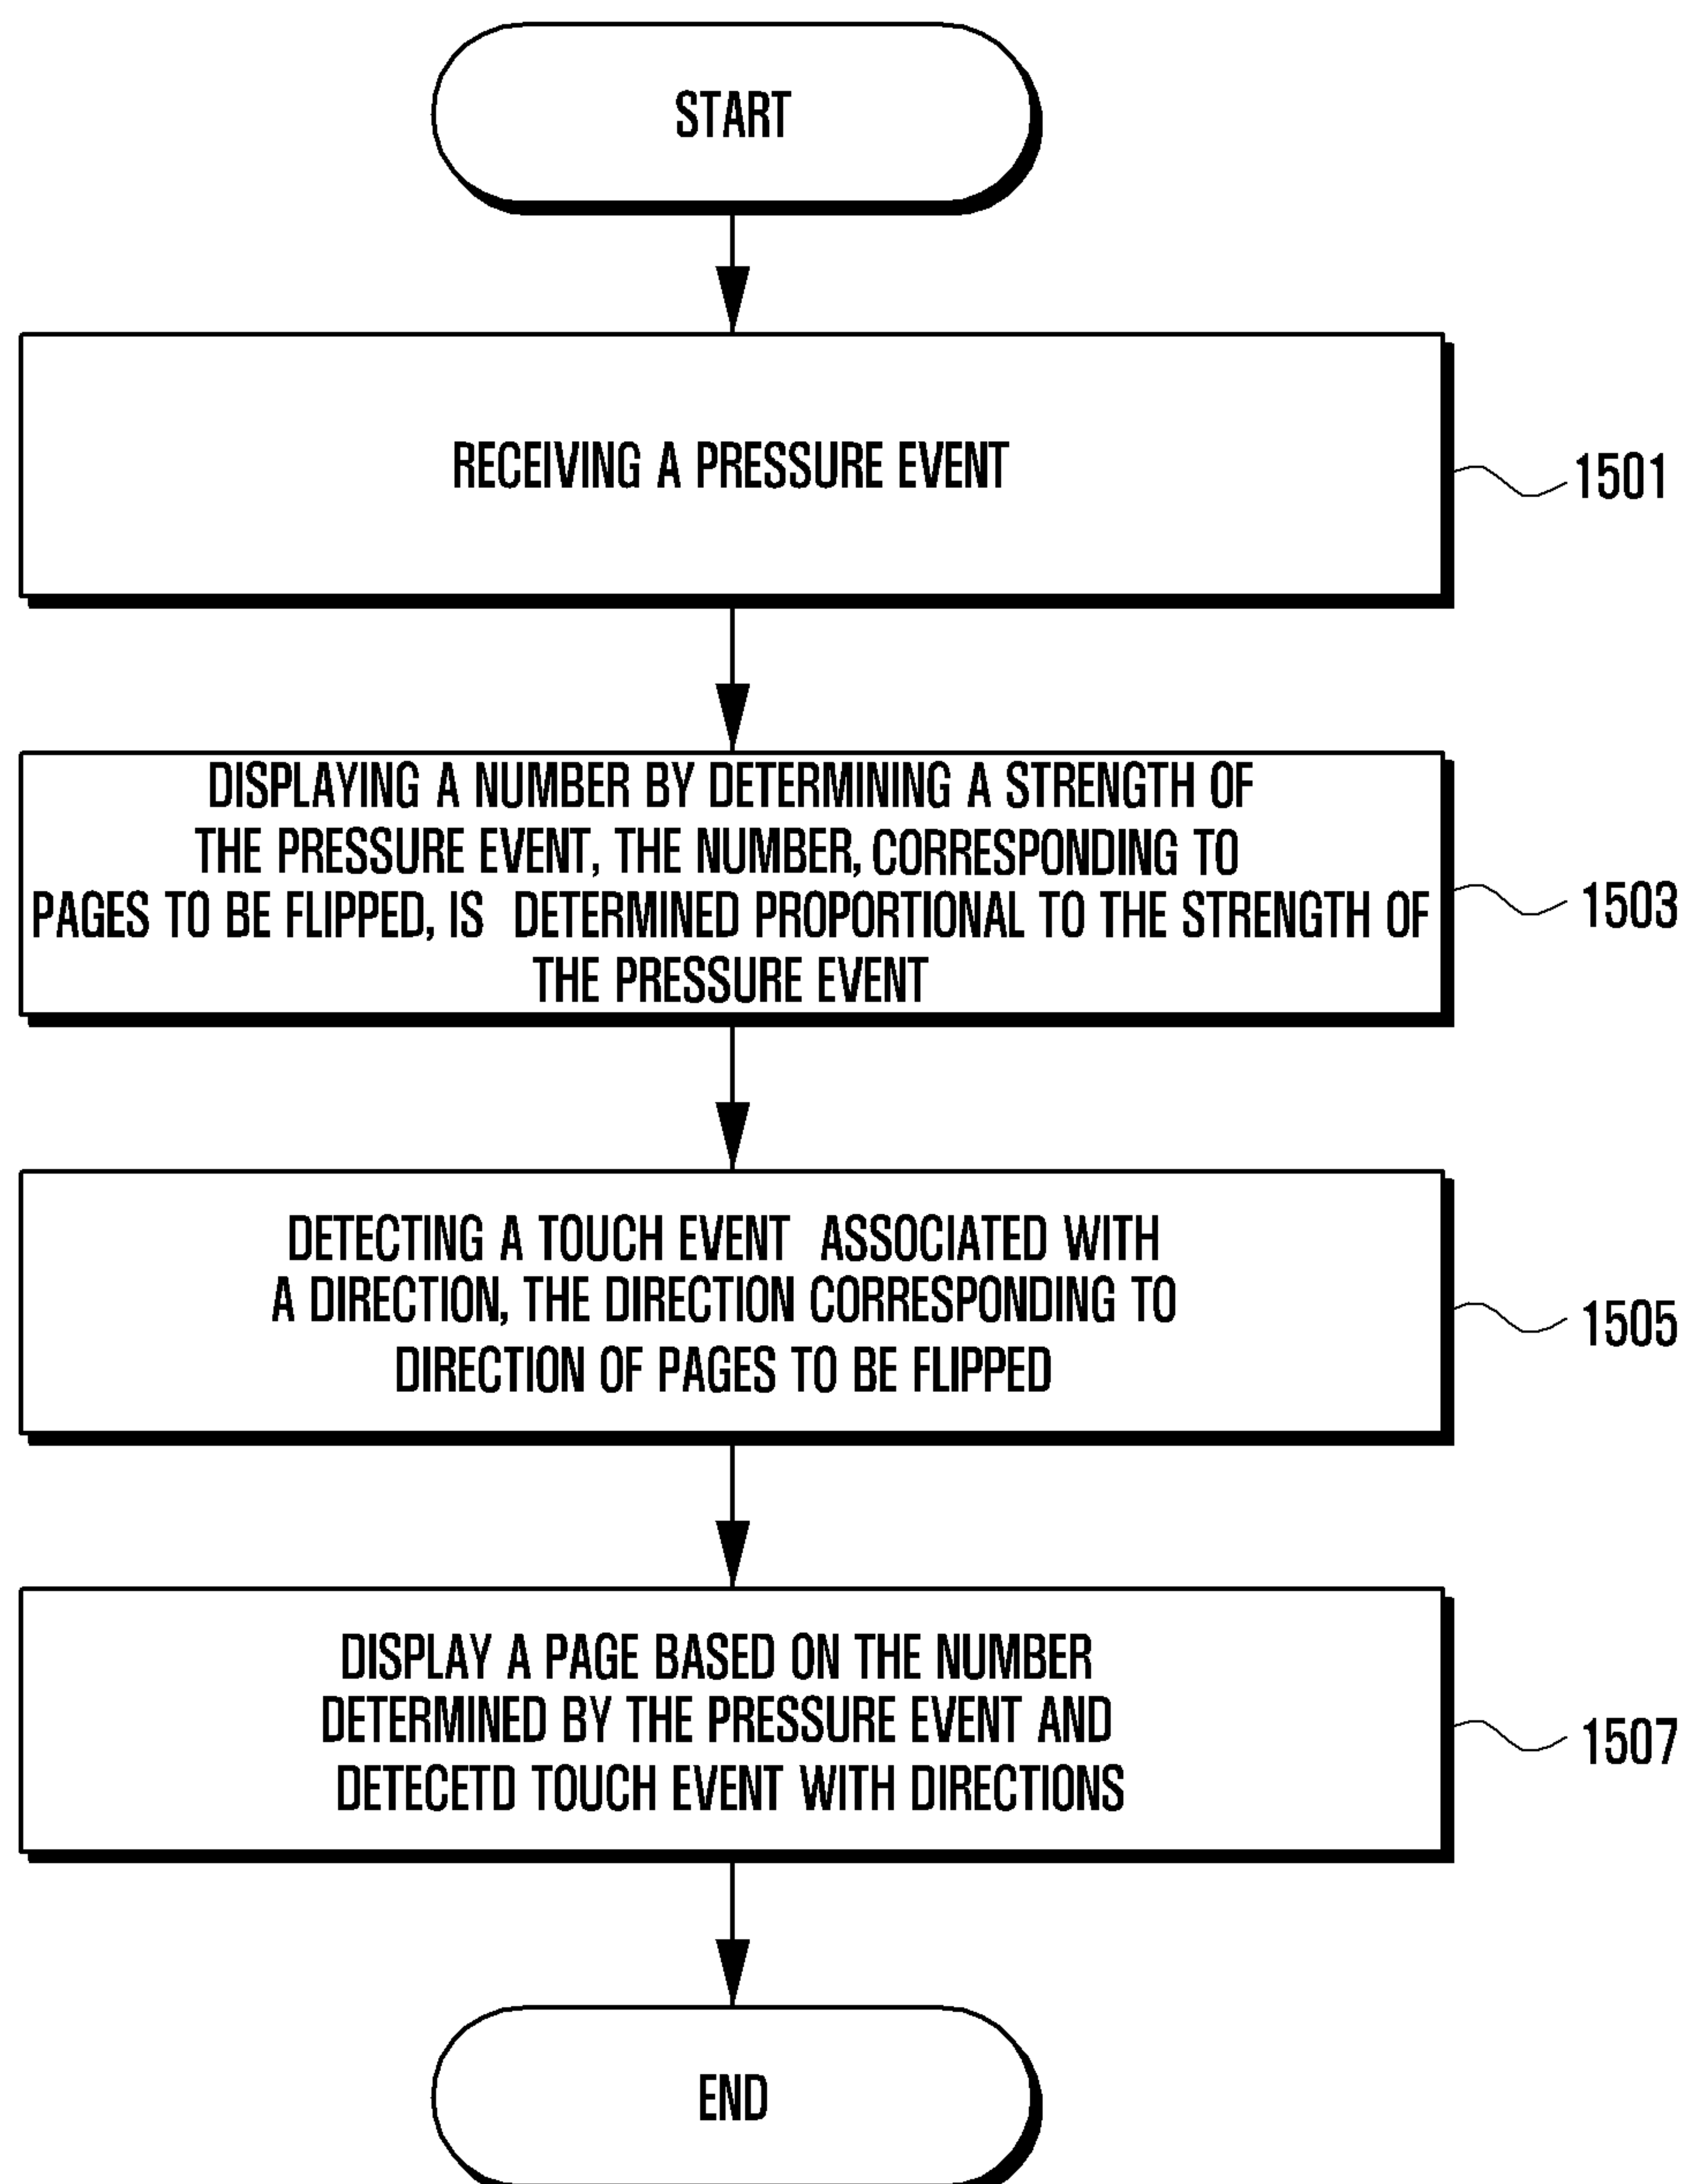 START
RECEIVING A PRESSURE EVENT
1501
DISPLAYING A NUMBER BY DETERMINING A STRENGTH OF
THE PRESSURE EVENT, THE NUMBER, CORRESPONDING TO
PAGES TO BE FLIPPED, IS DETERMINED PROPORTIONAL TO THE STRENGTH OF
THE PRESSURE EVENT
1503
DETECTING A TOUCH EVENT ASSOCIATED WITH
A DIRECTION, THE DIRECTION CORRESPONDING TO
DIRECTION OF PAGES TO BE FLIPPED
1505
DISPLAY A PAGE BASED ON THE NUMBER
DETERMINED BY THE PRESSURE EVENT AND
DETECETD TOUCH EVENT WITH DIRECTIONS
1507
END